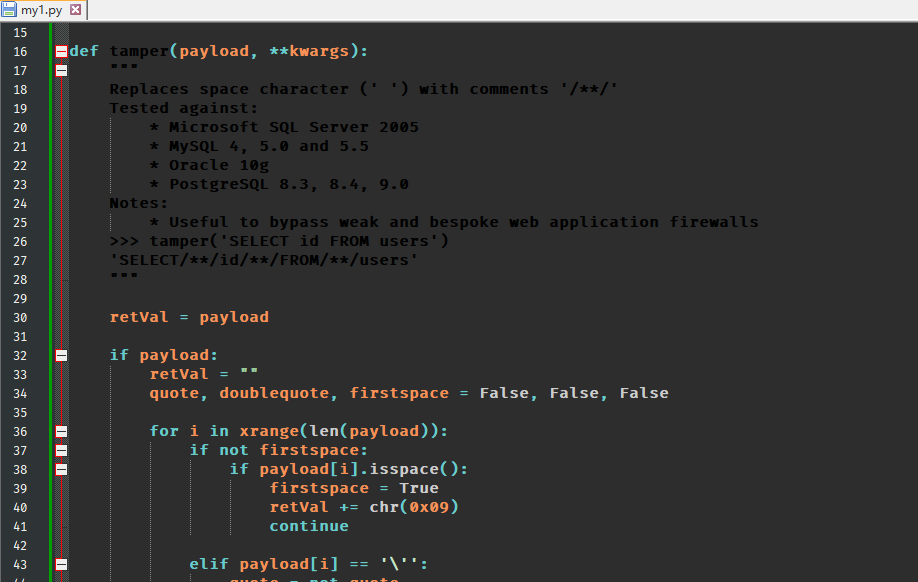 my1.py
15
16 def tamper(payload, **kwargs):
17     """
18     Replaces space character (' ') with comments '/**/'
19     Tested against:
20         * Microsoft SQL Server 2005
21         * MySQL 4, 5.0 and 5.5
22         * Oracle 10g
23         * PostgreSQL 8.3, 8.4, 9.0
24     Notes:
25         * Useful to bypass weak and bespoke web application firewalls
26     >>> tamper('SELECT id FROM users')
27     'SELECT/**/id/**/FROM/**/users'
28     """
29
30     retVal = payload
31
32     if payload:
33         retVal = ""
34         quote, doublequote, firstspace = False, False, False
35
36         for i in xrange(len(payload)):
37             if not firstspace:
38                 if payload[i].isspace():
39                     firstspace = True
40                     retVal += chr(0x09)
41                     continue
42
43             elif payload[i] == '\'':
44                 quote = not quote